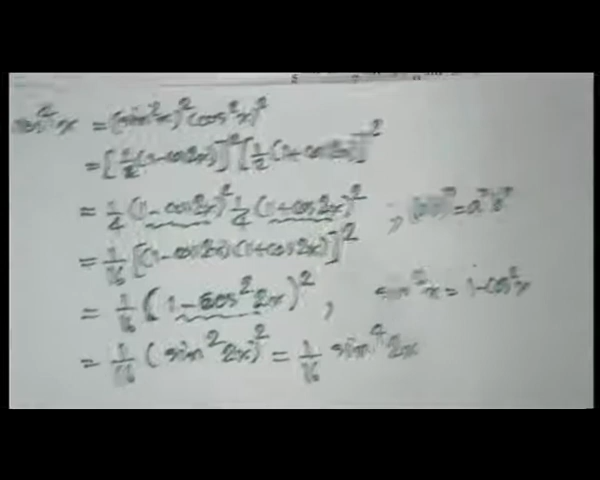 x = (sin²x)² (cos²x)²
= [½(1-cos2x)]² [½(1+cos2x)]²
= 1/4 (1-cos2x)² 1/4 (1+cos2x)² , = aⁿbⁿ
= 1/16 [(1-cos2x)(1+cos2x)]²
= 1/16 (1-cos²2x)² , sin²x = 1-cos²x
= 1/16 (sin²2x)² = 1/16 sin⁴2x